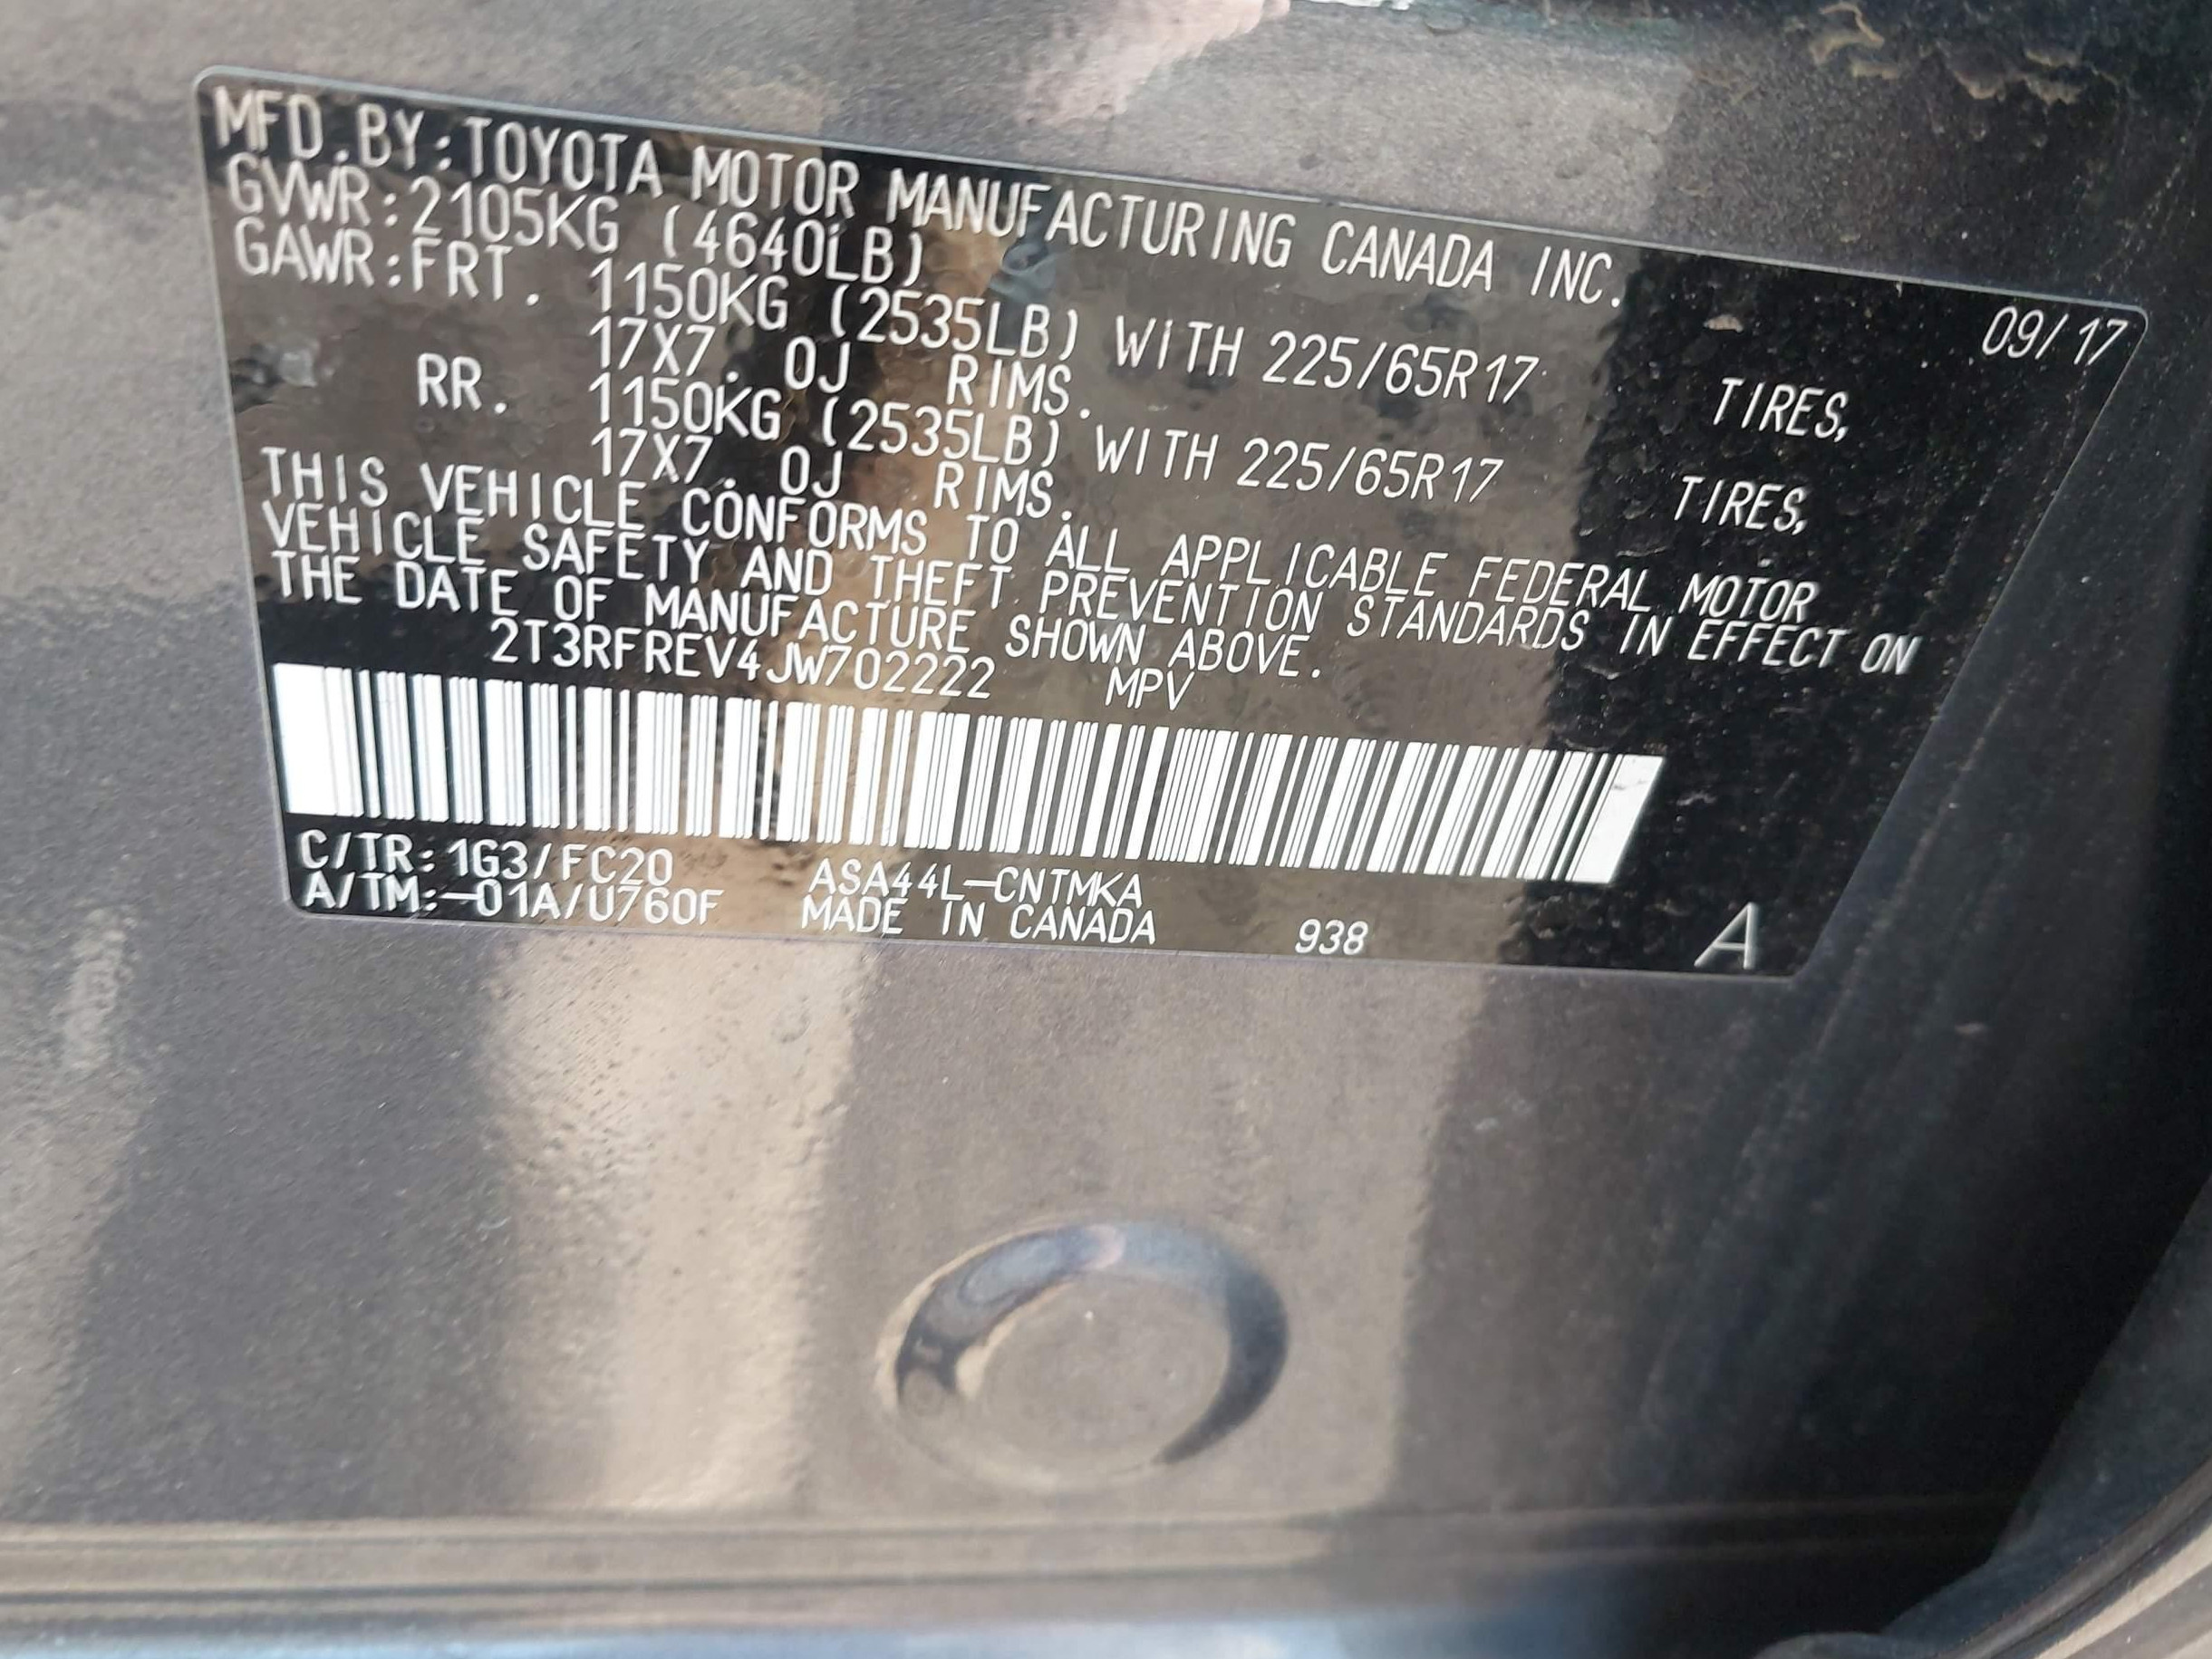 MFD.BY:TOYOTA MOTOR MANUFACTURING CANADA INC.
09/17
GVWR:2105KG (4640LB)
GAWR:FRT. 1150KG (2535LB) WITH 225/65R17 TIRES,
17X7. 0J RIMS.
RR. 1150KG (2535LB) WITH 225/65R17 TIRES,
17X7. 0J RIMS.
THIS VEHICLE CONFORMS TO ALL APPLICABLE FEDERAL MOTOR
VEHICLE SAFETY AND THEFT PREVENTION STANDARDS IN EFFECT ON
THE DATE OF MANUFACTURE SHOWN ABOVE.
2T3RFREV4JW702222 MPV
C/TR:1G3/FC20 ASA44L-CNTMKA
A/TM:-01A/U760F MADE IN CANADA 938 A